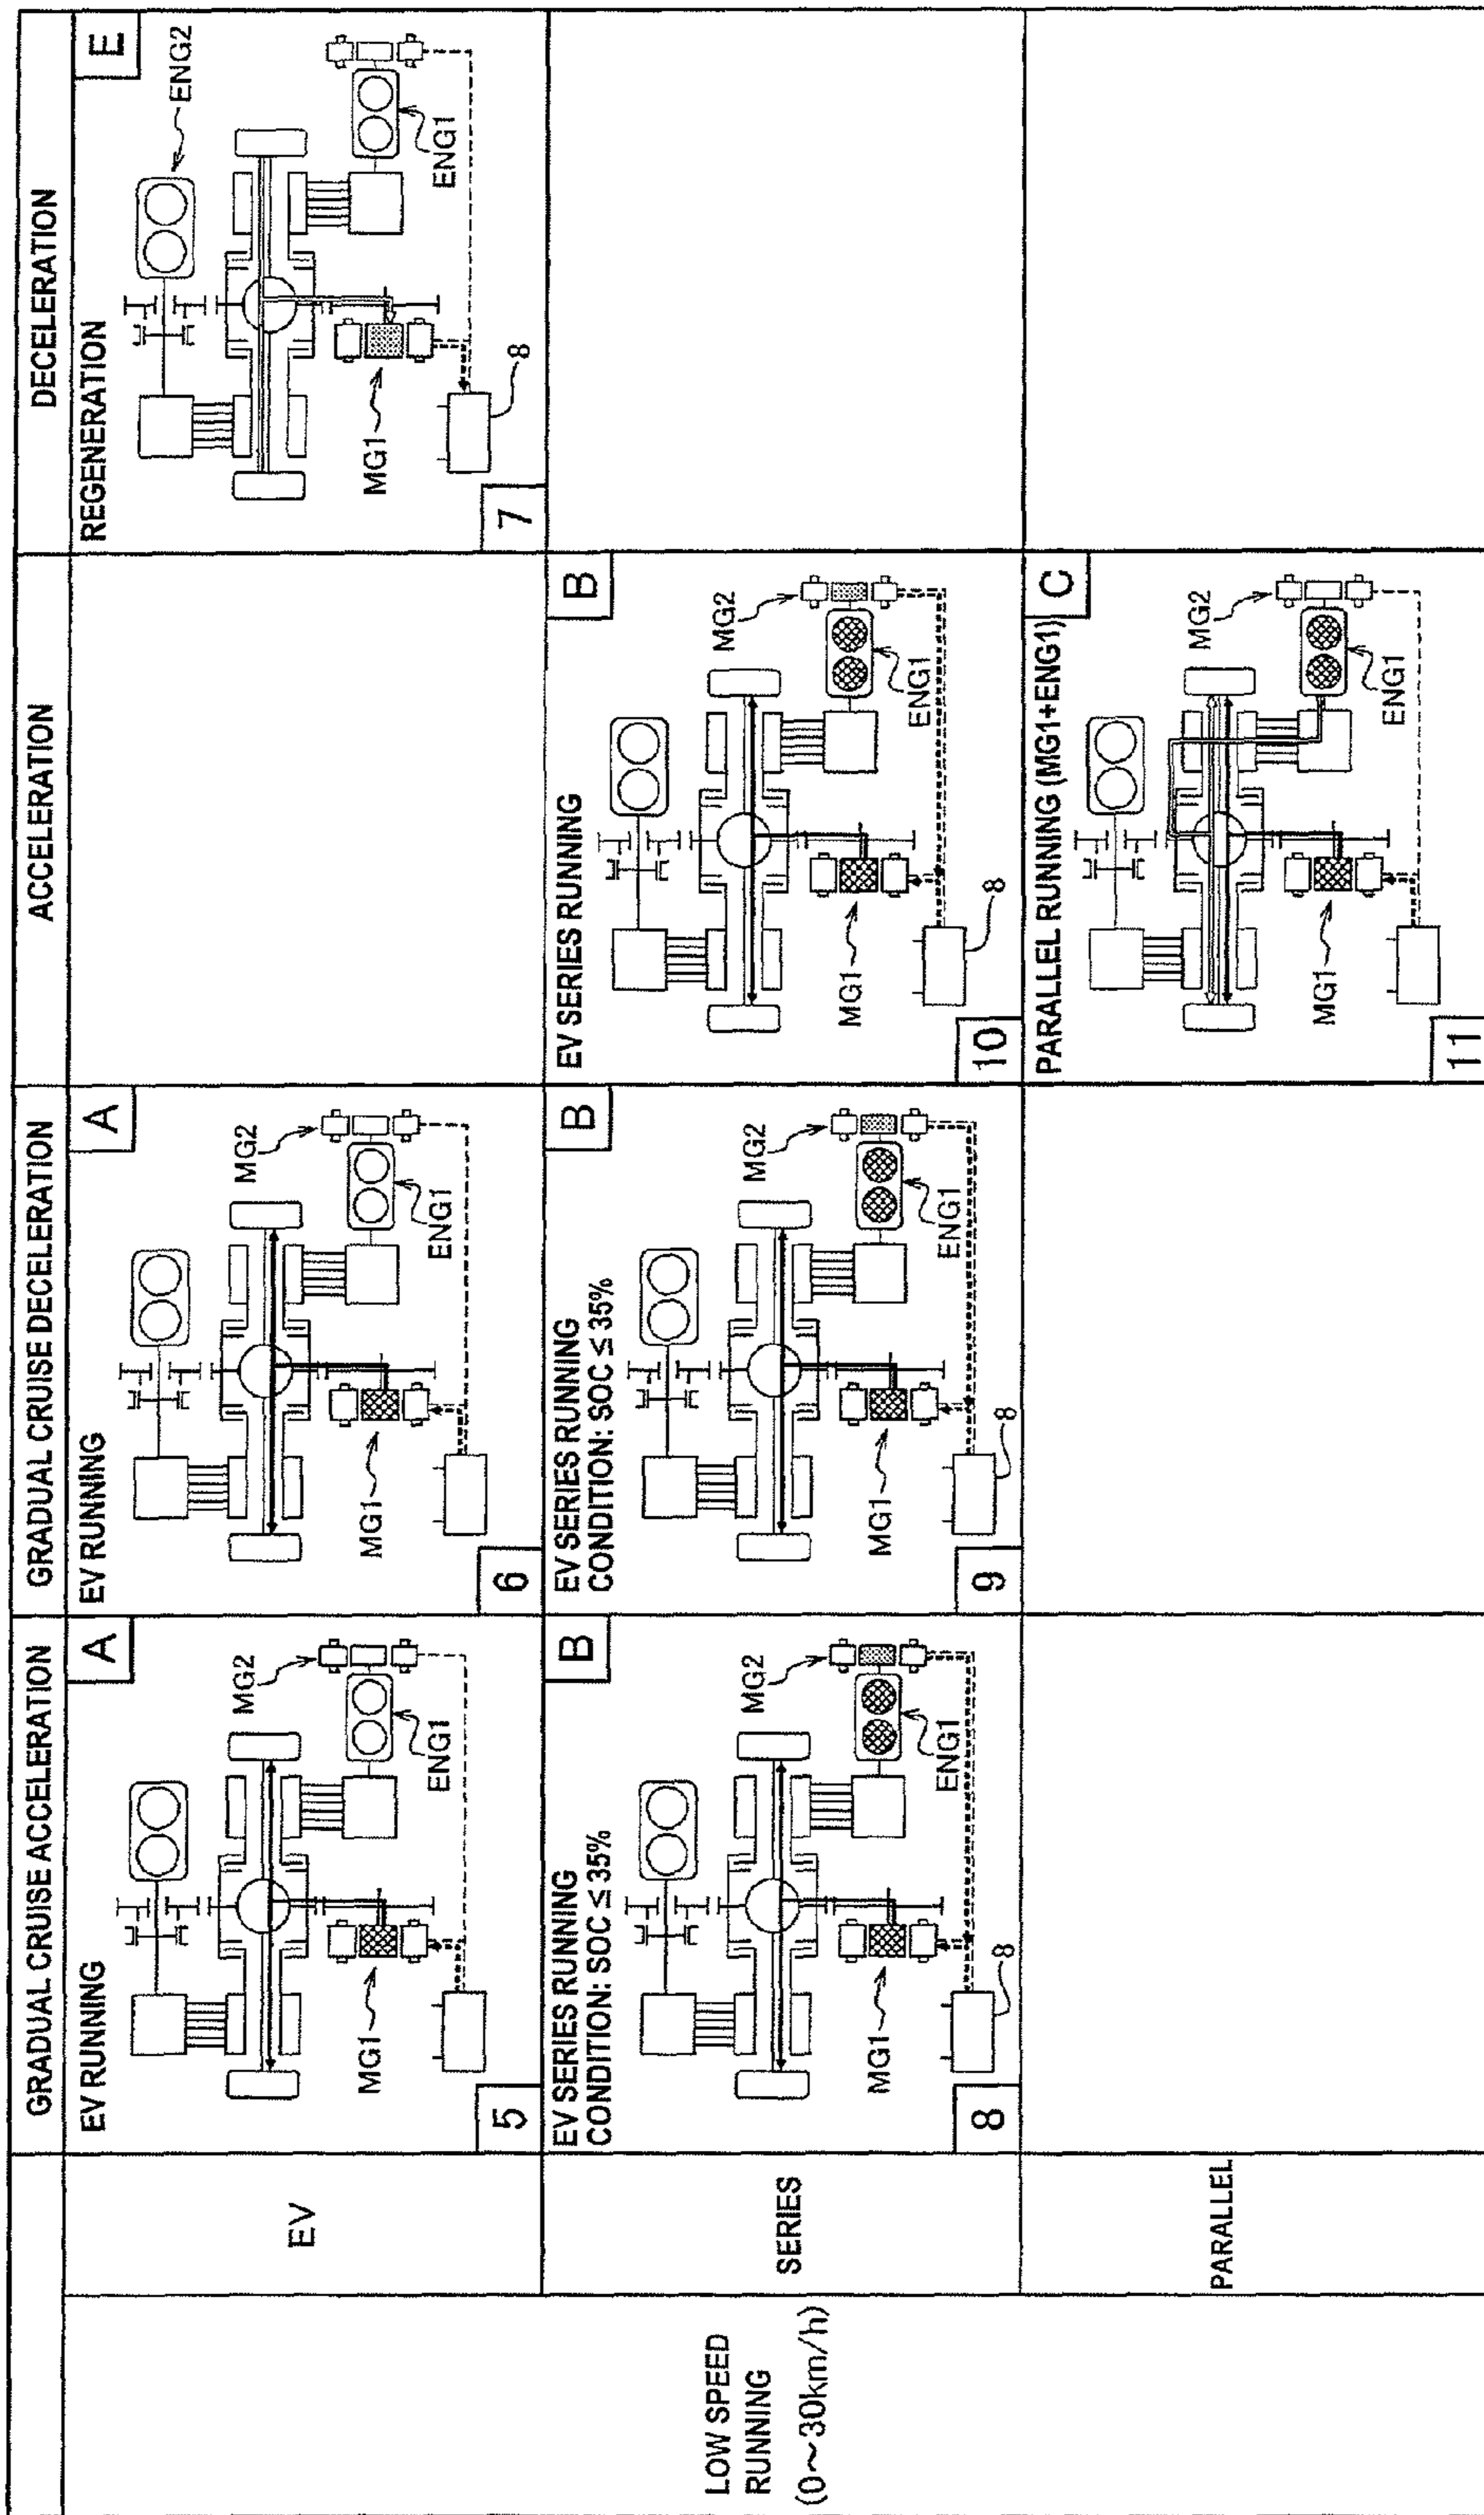 GRADUAL CRUISE ACCELERATION
GRADUAL CRUISE DECELERATION
ACCELERATION
DECELERATION
LOW SPEED
RUNNING
(0～30km/h)
EV
EV RUNNING
A
MG2
ENG1
MG1
5
EV RUNNING
A
MG2
ENG1
MG1
6
REGENERATION
E
ENG2
ENG1
MG1
8
7
SERIES
EV SERIES RUNNING
CONDITION: SOC ≤ 35%
B
MG2
ENG1
MG1
8
8
EV SERIES RUNNING
CONDITION: SOC ≤ 35%
B
MG2
ENG1
MG1
8
9
EV SERIES RUNNING
B
MG2
ENG1
MG1
8
10
PARALLEL
PARALLEL RUNNING (MG1+ENG1)
C
MG2
ENG1
MG1
11